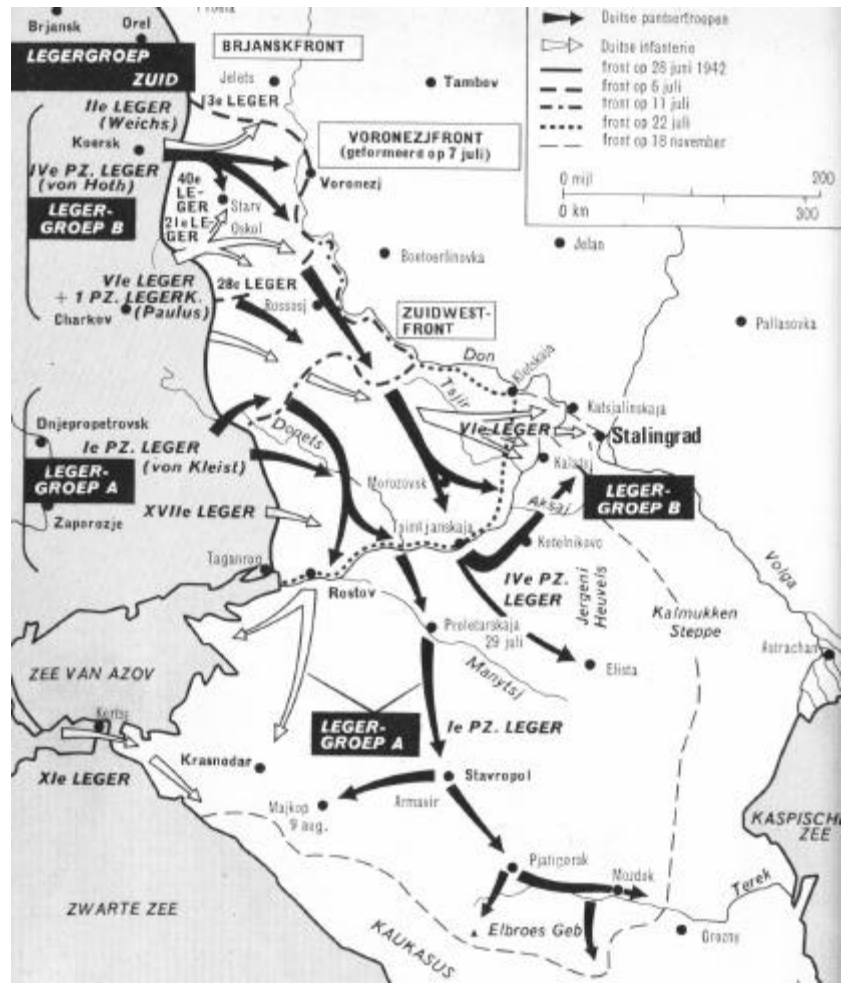 Brjansk
Orel
LEGERGROEP
ZUID
BRJANSKFRONT
Jelets
13e LEGER
Tambov
Duitse pantsertroepen
Duitse infanterie
front op 28 juni 1942
front op 6 juli
front op 11 juli
front op 22 juli
front op 18 november
0 mijl 200
0 km 300
IIe LEGER
(Weichs)
Koersk
IVe PZ. LEGER
(von Hoth)
LEGER-
GROEP B
VORONEZJFRONT
(geformeerd op 7 juli)
Voronezj
40e
LE-
GER
21e LE-
GER
Starv
Oskol
VIe LEGER
+ 1 PZ. LEGERK.
(Paulus)
Charkov
28e LEGER
Rossosj
Boetoerlinovka
Jelan
Pallasovka
ZUIDWEST-
FRONT
Don
Kletskaja
Tsjir
Katsjalinskaja
VIe LEGER
Stalingrad
Kalatsj
Dnjepropetrovsk
Ie PZ. LEGER
(von Kleist)
LEGER-
GROEP A
Zaporozje
Donets
Morozovsk
XVIIe LEGER
LEGER-
GROEP B
Aksaj
Tsimljanskaja
Kotelnikovo
Taganrog
Rostov
IVe PZ.
LEGER
Jergeni
Heuvels
Volga
Kalmukken
Steppe
Proletarskaja
29 juli
Elista
Astrachan
Manytsj
ZEE VAN AZOV
Kertsj
XIe LEGER
LEGER-
GROEP A
Ie PZ. LEGER
Krasnodar
Stavropol
Armavir
Majkop
9 aug.
KASPISCHE
ZEE
Pjatigorsk
Mozdok
Terek
ZWARTE ZEE
KAUKASUS
Elbroes Geb
Grozny